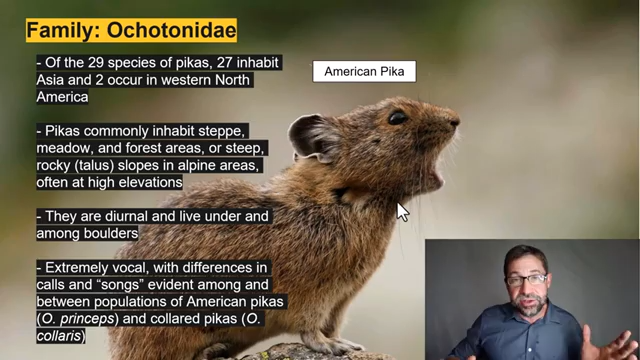 Family: Ochotonidae
- Of the 29 species of pikas, 27 inhabit
Asia and 2 occur in western North
America
American Pika
- Pikas commonly inhabit steppe,
meadow, and forest areas, or steep,
rocky (talus) slopes in alpine areas,
often at high elevations
- They are diurnal and live under and
among boulders
- Extremely vocal, with differences in
calls and “songs” evident among and
between populations of American pikas
(O. princeps) and collared pikas (O.
collaris)